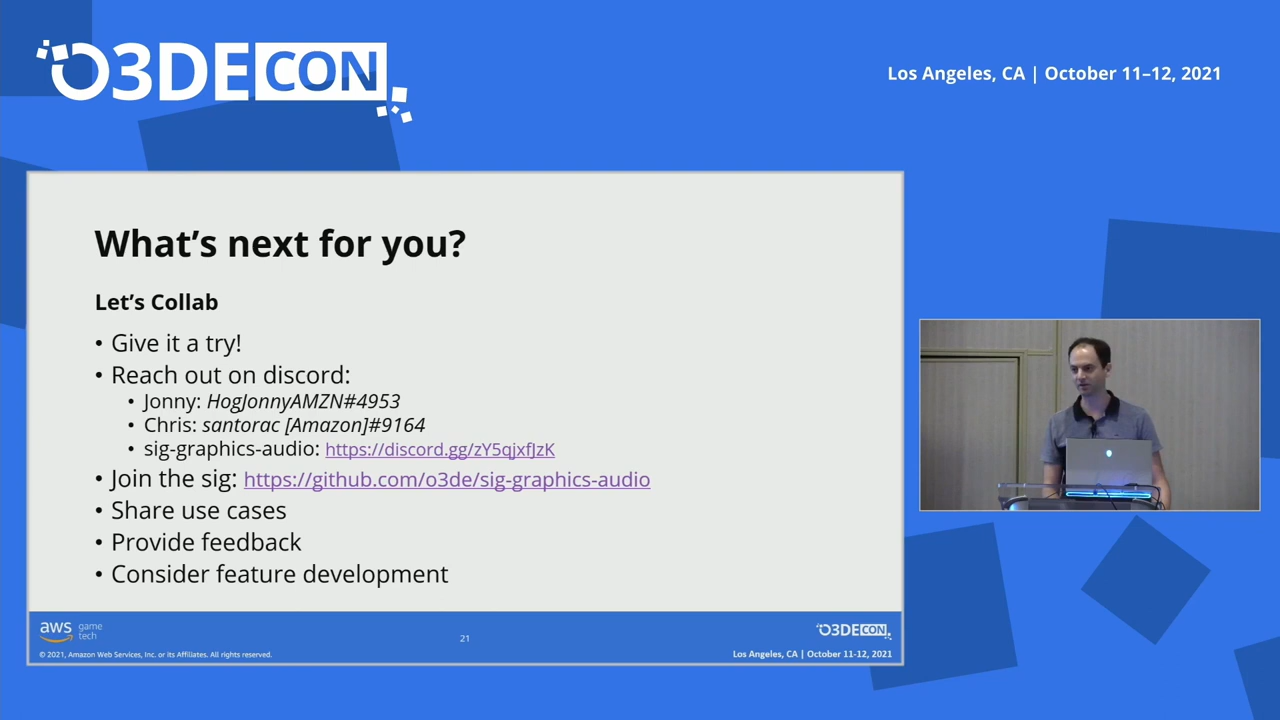 O3DECON
Los Angeles, CA | October 11–12, 2021
What's next for you?
Let's Collab
• Give it a try!
• Reach out on discord:
• Jonny: HogJonnyAMZN#4953
• Chris: santorac [Amazon]#9164
• sig-graphics-audio: https://discord.gg/zY5qjxfJzK
• Join the sig: https://github.com/o3de/sig-graphics-audio
• Share use cases
• Provide feedback
• Consider feature development
aws game tech
21
O3DECON
© 2021, Amazon Web Services, Inc. or its Affiliates. All rights reserved.
Los Angeles, CA | October 11-12, 2021